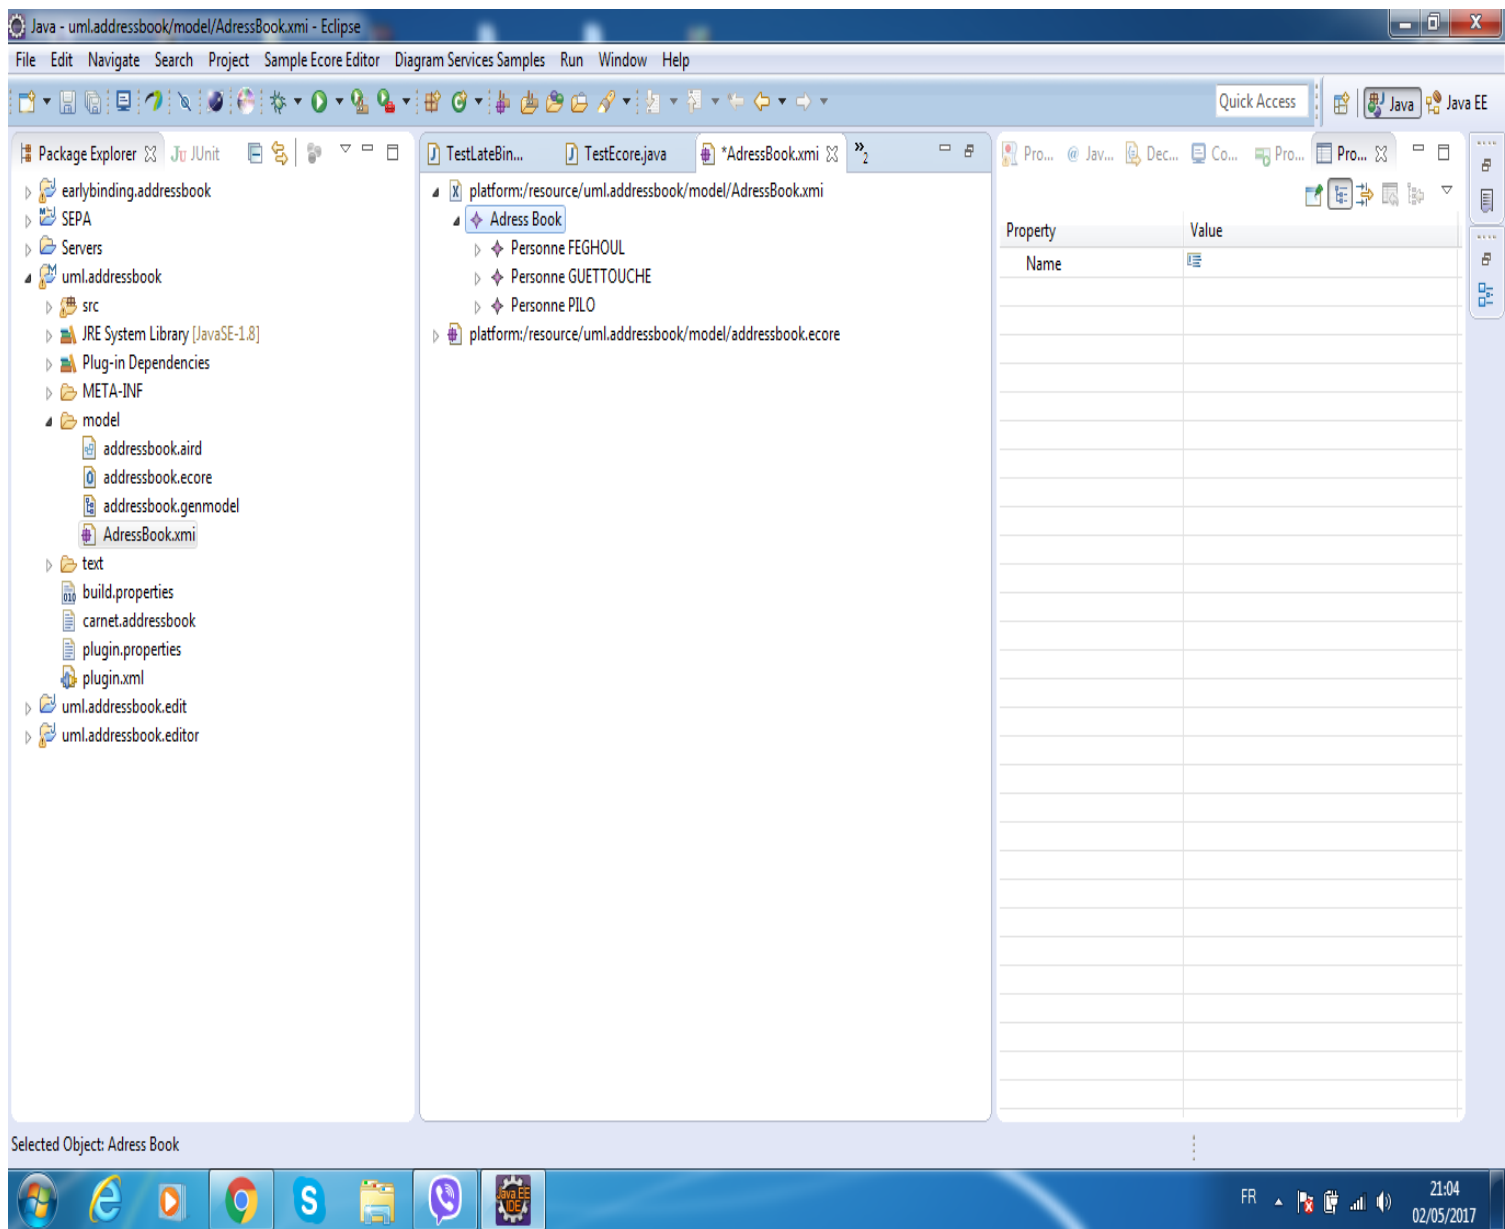 Java - uml.addressbook/model/AdressBook.xmi - Eclipse
File Edit Navigate Search Project Sample Ecore Editor Diagram Services Samples Run Window Help
Quick Access Java Java EE
Package Explorer JUnit
earlybinding.addressbook
SEPA
Servers
uml.addressbook
src
JRE System Library [JavaSE-1.8]
Plug-in Dependencies
META-INF
model
addressbook.aird
addressbook.ecore
addressbook.genmodel
AdressBook.xmi
text
build.properties
carnet.addressbook
plugin.properties
plugin.xml
uml.addressbook.edit
uml.addressbook.editor
TestLateBin... TestEcore.java *AdressBook.xmi »2
platform:/resource/uml.addressbook/model/AdressBook.xmi
Adress Book
Personne FEGHOUL
Personne GUETTOUCHE
Personne PILO
platform:/resource/uml.addressbook/model/addressbook.ecore
Pro... Jav... Dec... Co... Pro... Pro...
Property Value
Name
Selected Object: Adress Book
Java EE
IDE
FR
21:04
02/05/2017